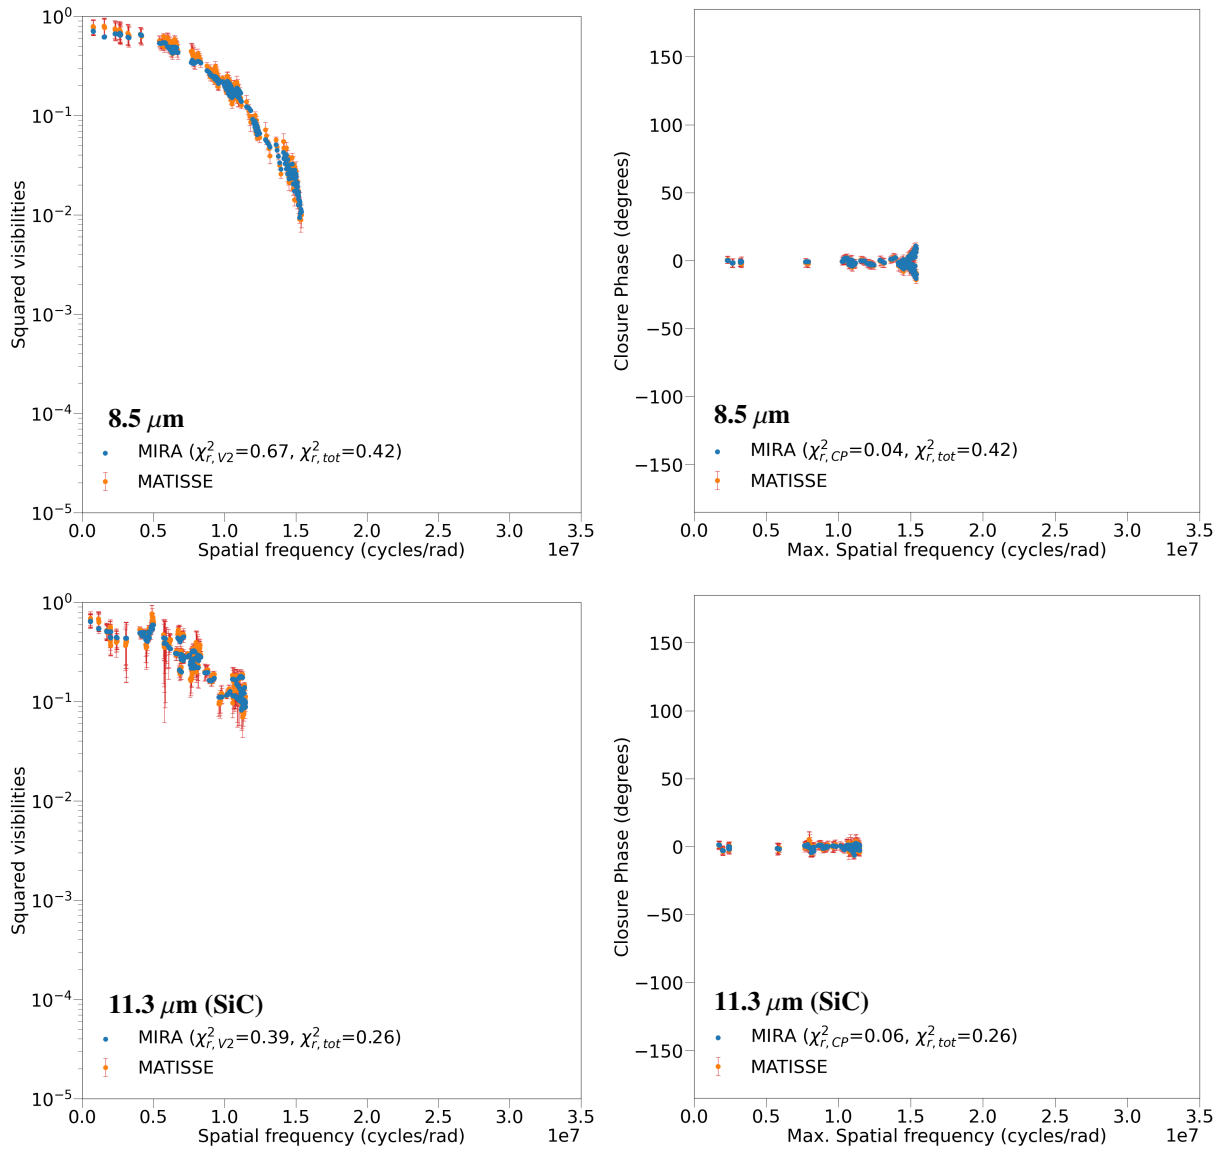 10⁰
10⁻¹
10⁻²
10⁻³
10⁻⁴
10⁻⁵
Squared visibilities
8.5 μm
MIRA (χ²r,V2=0.67, χ²r,tot=0.42)
MATISSE
0.0 0.5 1.0 1.5 2.0 2.5 3.0 3.5
Spatial frequency (cycles/rad) 1e7
150
100
50
0
−50
−100
−150
Closure Phase (degrees)
8.5 μm
MIRA (χ²r,CP=0.04, χ²r,tot=0.42)
MATISSE
0.0 0.5 1.0 1.5 2.0 2.5 3.0 3.5
Max. Spatial frequency (cycles/rad) 1e7
10⁰
10⁻¹
10⁻²
10⁻³
10⁻⁴
10⁻⁵
Squared visibilities
11.3 μm (SiC)
MIRA (χ²r,V2=0.39, χ²r,tot=0.26)
MATISSE
0.0 0.5 1.0 1.5 2.0 2.5 3.0 3.5
Spatial frequency (cycles/rad) 1e7
150
100
50
0
−50
−100
−150
Closure Phase (degrees)
11.3 μm (SiC)
MIRA (χ²r,CP=0.06, χ²r,tot=0.26)
MATISSE
0.0 0.5 1.0 1.5 2.0 2.5 3.0 3.5
Max. Spatial frequency (cycles/rad) 1e7